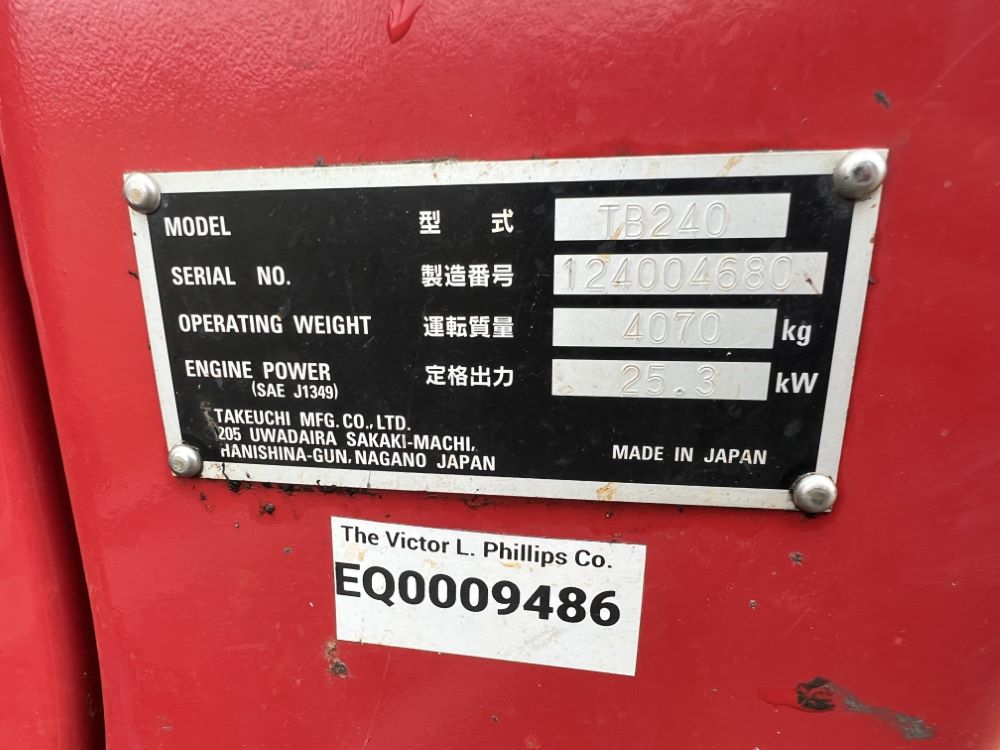 MODEL 型 式 TB240
SERIAL NO. 製造番号 124004680
OPERATING WEIGHT 運転質量 4070 kg
ENGINE POWER 定格出力 25.3 kW
(SAE J1349)
TAKEUCHI MFG. CO., LTD.
205 UWADAIRA SAKAKI-MACHI,
HANISHINA-GUN, NAGANO JAPAN
MADE IN JAPAN
The Victor L. Phillips Co.
EQ0009486